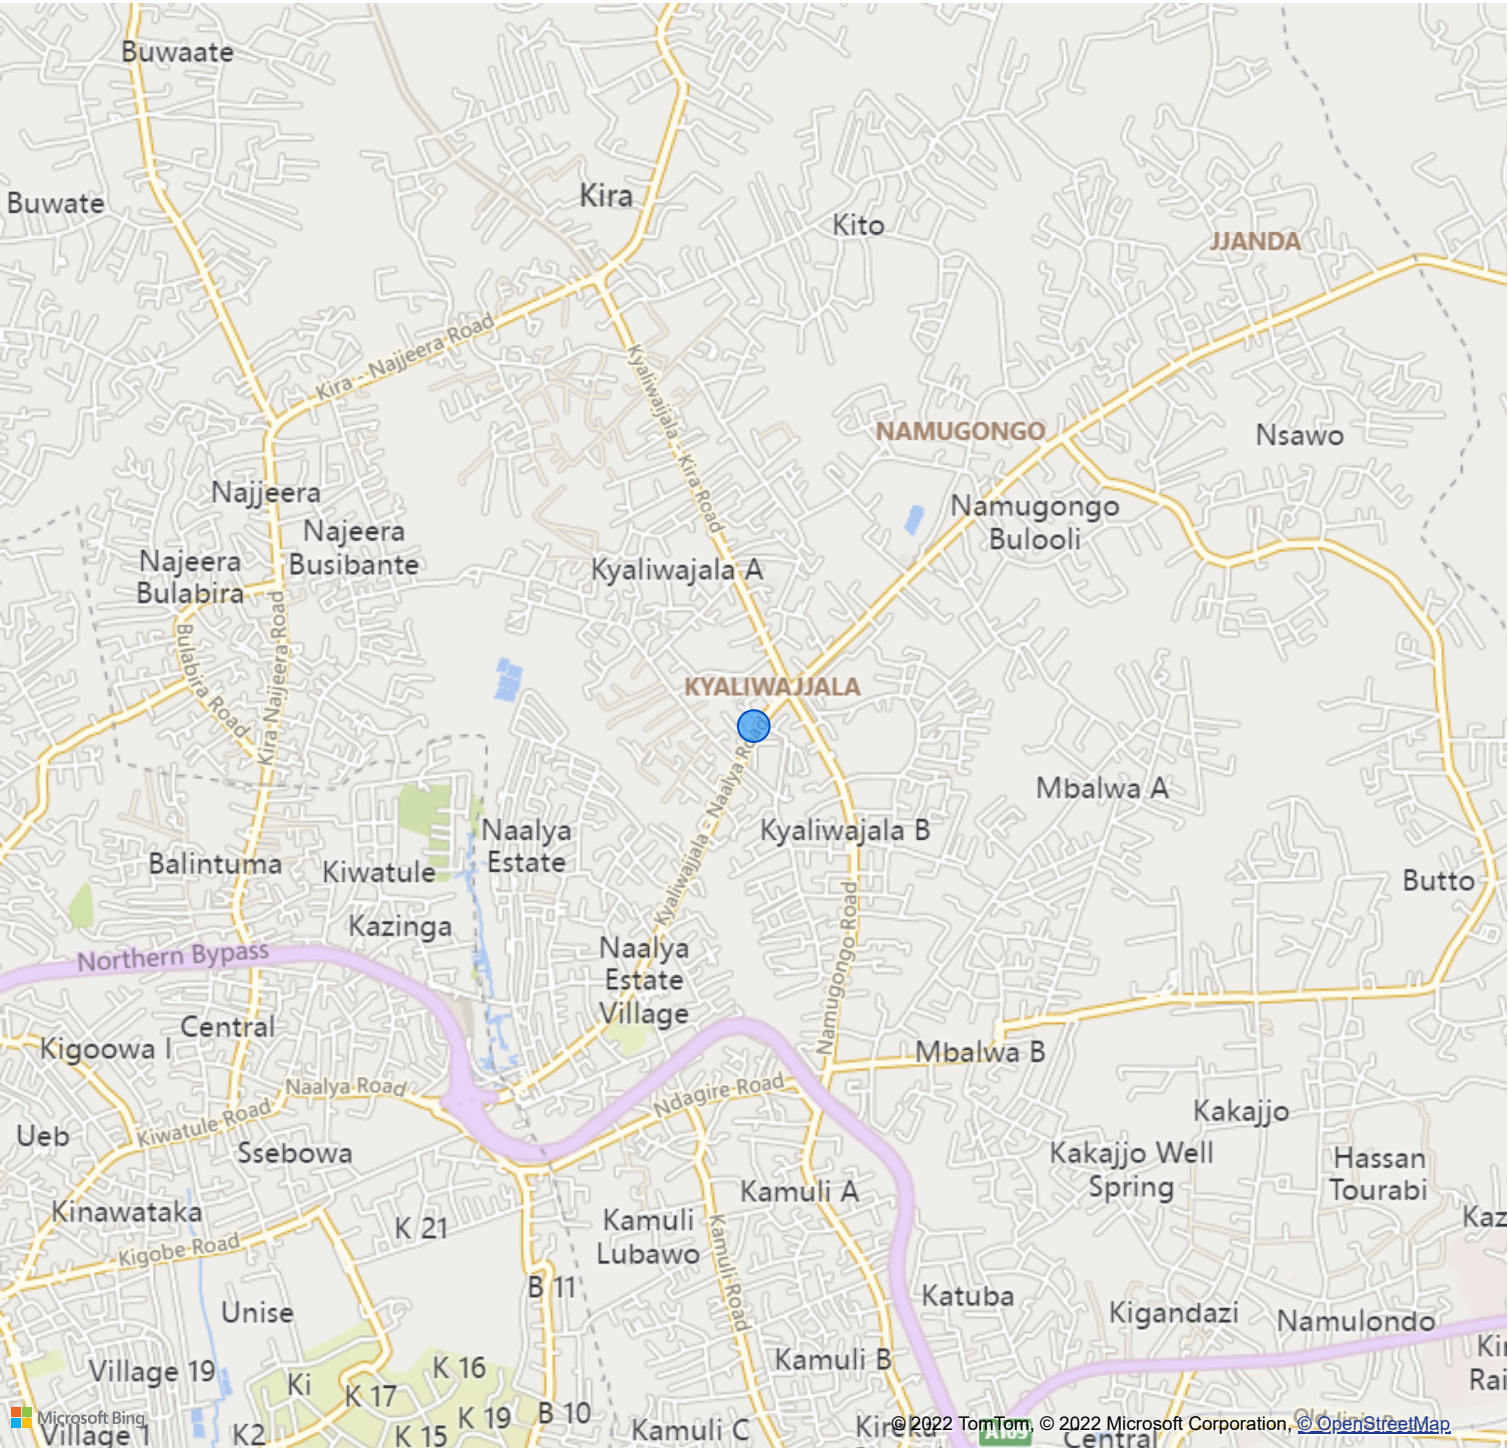 Buwaate
Buwate
Kira
Kito
JJANDA
Kira - Najjeera Road
Kyaliwajjala - Kira Road
NAMUGONGO
Nsawo
Najjeera
Namugongo
Bulooli
Najeera
Busibante
Najeera
Bulabira
Kyaliwajala A
Bulabira Road
Kira Najjeera Road
KYALIWAJJALA
Kyaliwajjala - Naalya Road
Mbalwa A
Naalya
Estate
Kyaliwajala B
Balintuma
Kiwatule
Butto
Kazinga
Northern Bypass
Naalya
Estate
Village
Namugongo Road
Central
Kigoowa I
Mbalwa B
Naalya Road
Ndagire Road
Kiwatule Road
Kakajjo
Ueb
Ssebowa
Kakajjo Well
Spring
Hassan
Tourabi
Kamuli A
Kinawataka
K 21
Kamuli
Lubawo
Kaz
Kigobe Road
Kamuli Road
B 11
Katuba
Unise
Kigandazi
Namulondo
Kamuli B
Village 19
K 16
Ki
K 17
Rai
Microsoft Bing
Village 1
K2
K 15
K 19
B 10
Kamuli C
A109
Central
© 2022 TomTom, © 2022 Microsoft Corporation, © OpenStreetMap